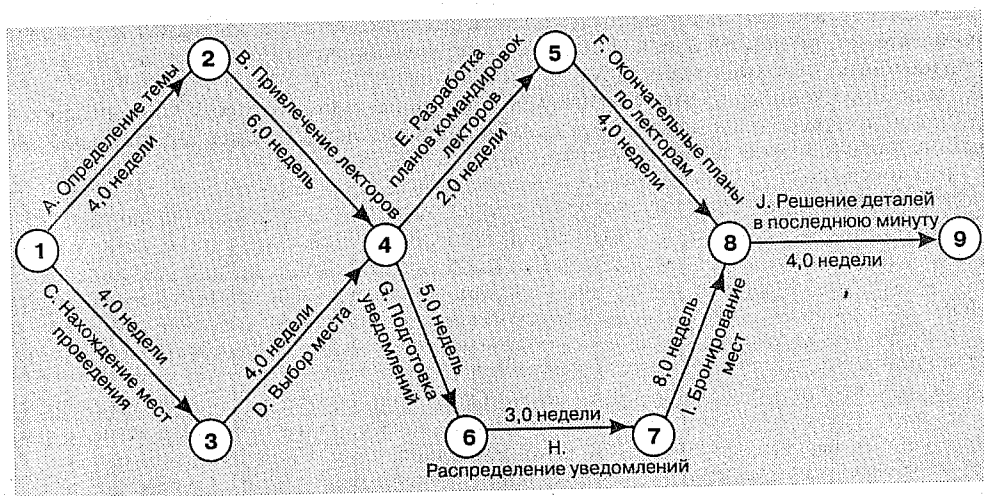 1
A. Определение темы
4,0 недели
2
B. Привлечение лекторов
6,0 недель
C. Нахождение мест
проведения
4,0 недели
3
4,0 недели
D. Выбор места
4
E. Разработка
планов командировок
лекторов
2,0 недели
5
F. Окончательные планы
по лекторам
4,0 недели
G. Подготовка
уведомлений
5,0 недель
6
3,0 недели
H.
Распределение уведомлений
7
8,0 недель
I. Бронирование
мест
8
J. Решение деталей
в последнюю минуту
4,0 недели
9